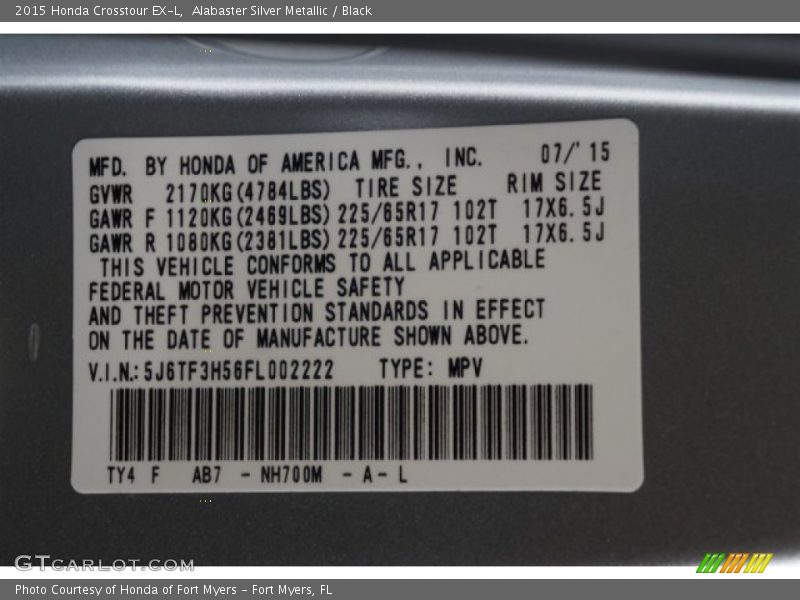 2015 Honda Crosstour EX-L, Alabaster Silver Metallic / Black
MFD. BY HONDA OF AMERICA MFG., INC. 07/'15
GVWR 2170KG(4784LBS) TIRE SIZE RIM SIZE
GAWR F 1120KG(2469LBS) 225/65R17 102T 17X6.5J
GAWR R 1080KG(2381LBS) 225/65R17 102T 17X6.5J
THIS VEHICLE CONFORMS TO ALL APPLICABLE
FEDERAL MOTOR VEHICLE SAFETY
AND THEFT PREVENTION STANDARDS IN EFFECT
ON THE DATE OF MANUFACTURE SHOWN ABOVE.
V.I.N.: 5J6TF3H56FL002222 TYPE: MPV
TY4 F AB7 - NH700M - A - L
GTCARLOT.COM
Photo Courtesy of Honda of Fort Myers - Fort Myers, FL